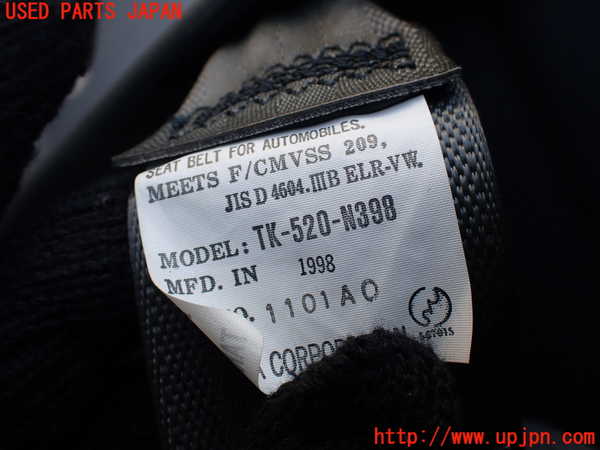 USED PARTS JAPAN
SEAT BELT FOR AUTOMOBILES.
MEETS F/CMVSS 209,
JIS D 4604.IIIB ELR-VW.
MODEL: TK-520-N398
MFD. IN 1998
1101A0
CORPORATION
http://www.upjpn.com/